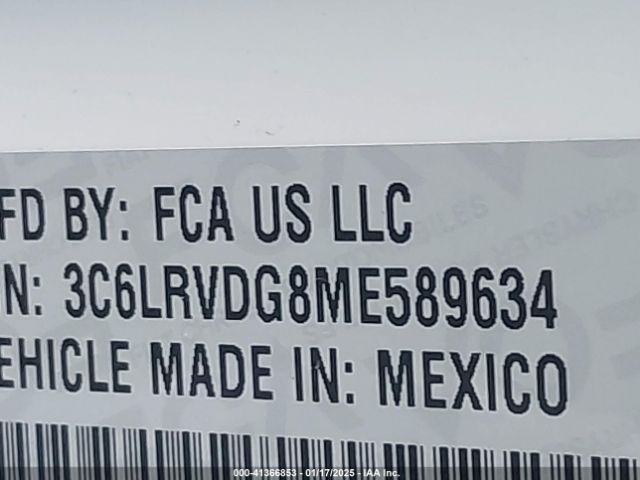 FD BY: FCA US LLC
N: 3C6LRVDG8ME589634
EHICLE MADE IN: MEXICO
000-41366853 - 01/17/2025 - IAA Inc.